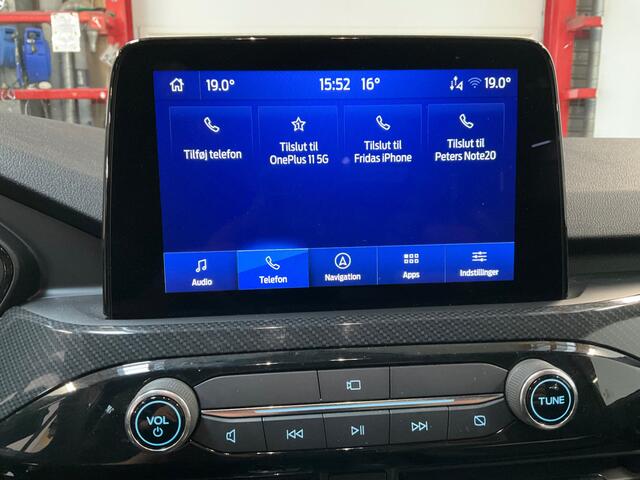 19.0° 15:52 16° 19.0°
Tilføj telefon
1
Tilslut til
OnePlus 11 5G
Tilslut til
Fridas iPhone
Tilslut til
Peters Note20
Audio
Telefon
Navigation
Apps
Indstillinger
VOL
TUNE